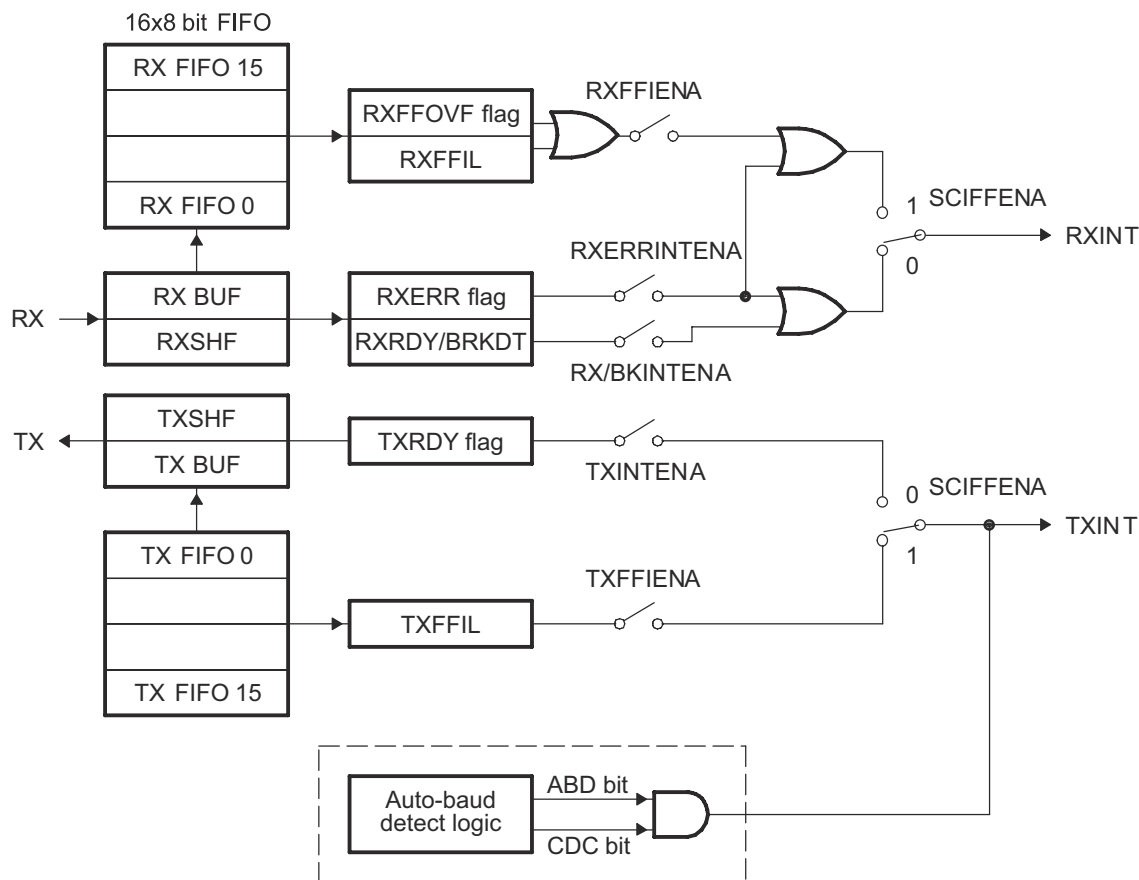 16x8 bit FIFO
RX FIFO 15
RX FIFO 0
RXFFOVF flag
RXFFIL
RXFFIENA
1
SCIFFENA
0
RXINT
RX
RX BUF
RXSHF
RXERR flag
RXRDY/BRKDT
RXERRINTENA
RX/BKINTENA
TX
TXSHF
TX BUF
TXRDY flag
TXINTENA
0
SCIFFENA
1
TXINT
TX FIFO 0
TX FIFO 15
TXFFIL
TXFFIENA
Auto-baud
detect logic
ABD bit
CDC bit